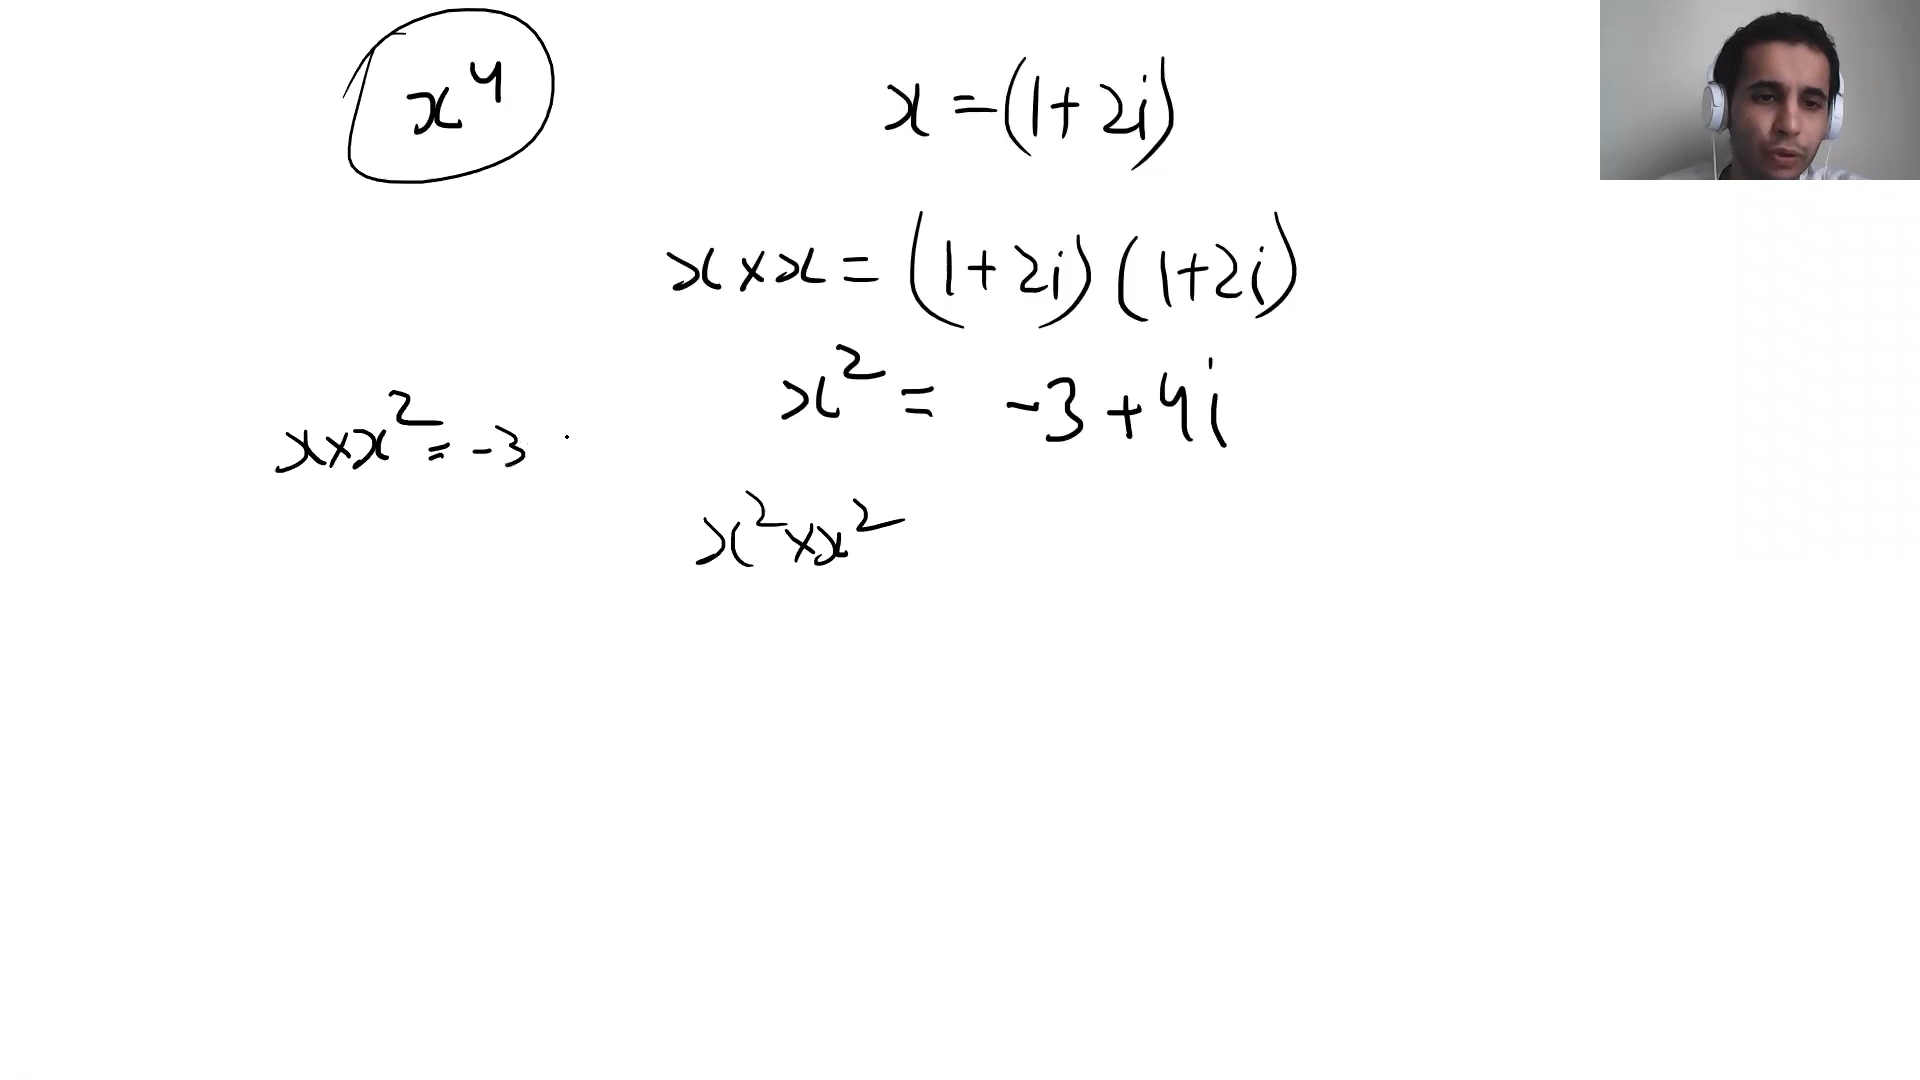 x⁴
x = (1 + 2i)
x × x = (1 + 2i) (1 + 2i)
x² = -3 + 4i
x × x² = -3
x² × x²